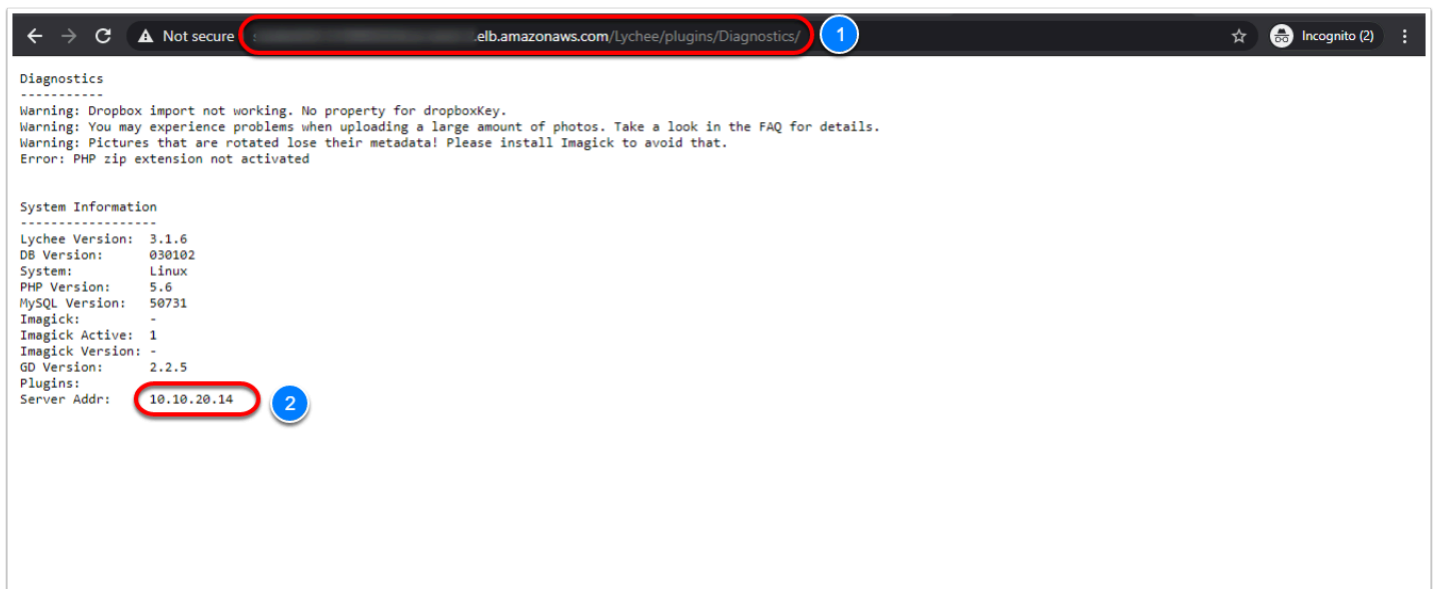 Not secure .elb.amazonaws.com/Lychee/plugins/Diagnostics/ 1 Incognito (2)
Diagnostics
-----------
Warning: Dropbox import not working. No property for dropboxKey.
Warning: You may experience problems when uploading a large amount of photos. Take a look in the FAQ for details.
Warning: Pictures that are rotated lose their metadata! Please install Imagick to avoid that.
Error: PHP zip extension not activated
System Information
------------------
Lychee Version: 3.1.6
DB Version: 030102
System: Linux
PHP Version: 5.6
MySQL Version: 50731
Imagick: -
Imagick Active: 1
Imagick Version: -
GD Version: 2.2.5
Plugins:
Server Addr: 10.10.20.14 2